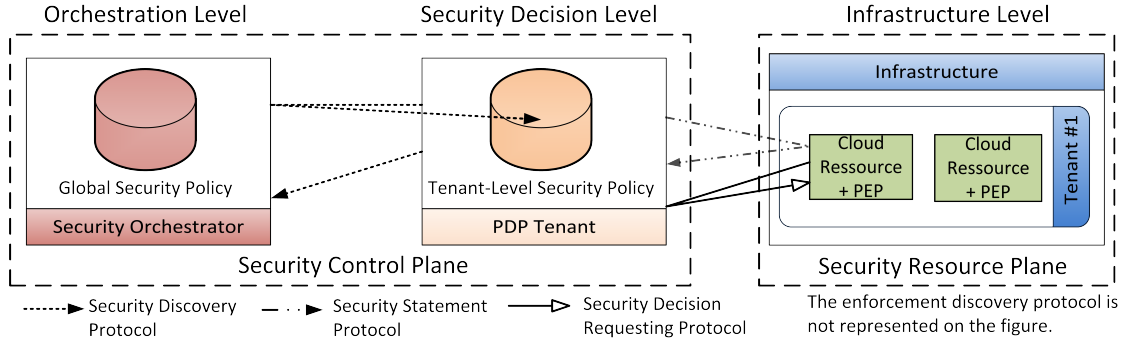 Orchestration Level
Security Decision Level
Infrastructure Level
Global Security Policy
Security Orchestrator
Tenant-Level Security Policy
PDP Tenant
Security Control Plane
Infrastructure
Cloud
Ressource
+ PEP
Cloud
Ressource
+ PEP
Tenant #1
Security Resource Plane
Security Discovery
Protocol
Security Statement
Protocol
Security Decision
Requesting Protocol
The enforcement discovery protocol is
not represented on the figure.